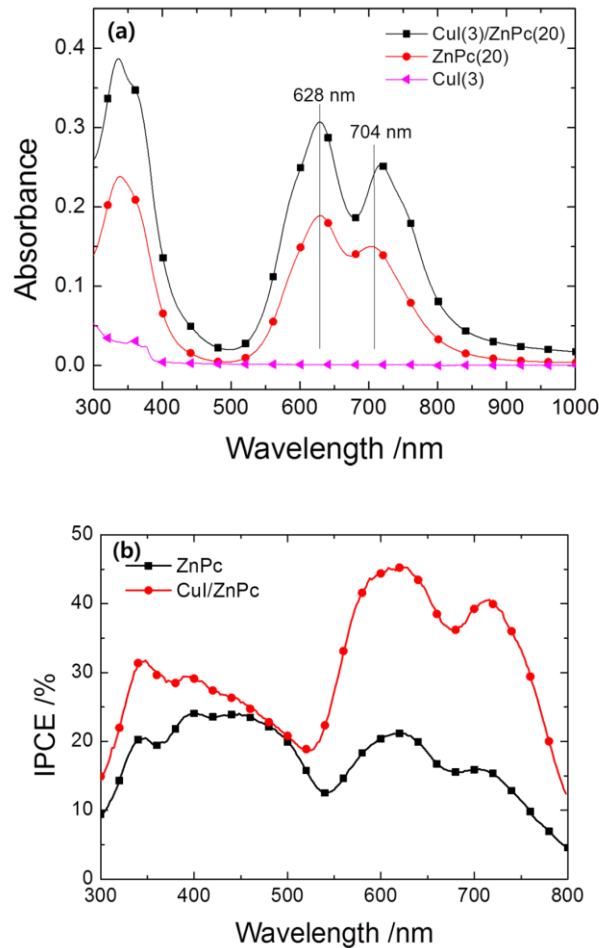 (a)
CuI(3)/ZnPc(20)
ZnPc(20)
CuI(3)
628 nm
704 nm
0.4
0.3
0.2
0.1
0.0
Absorbance
300 400 500 600 700 800 900 1000
Wavelength /nm
(b)
ZnPc
CuI/ZnPc
50
40
30
20
10
0
IPCE /%
300 400 500 600 700 800
Wavelength /nm